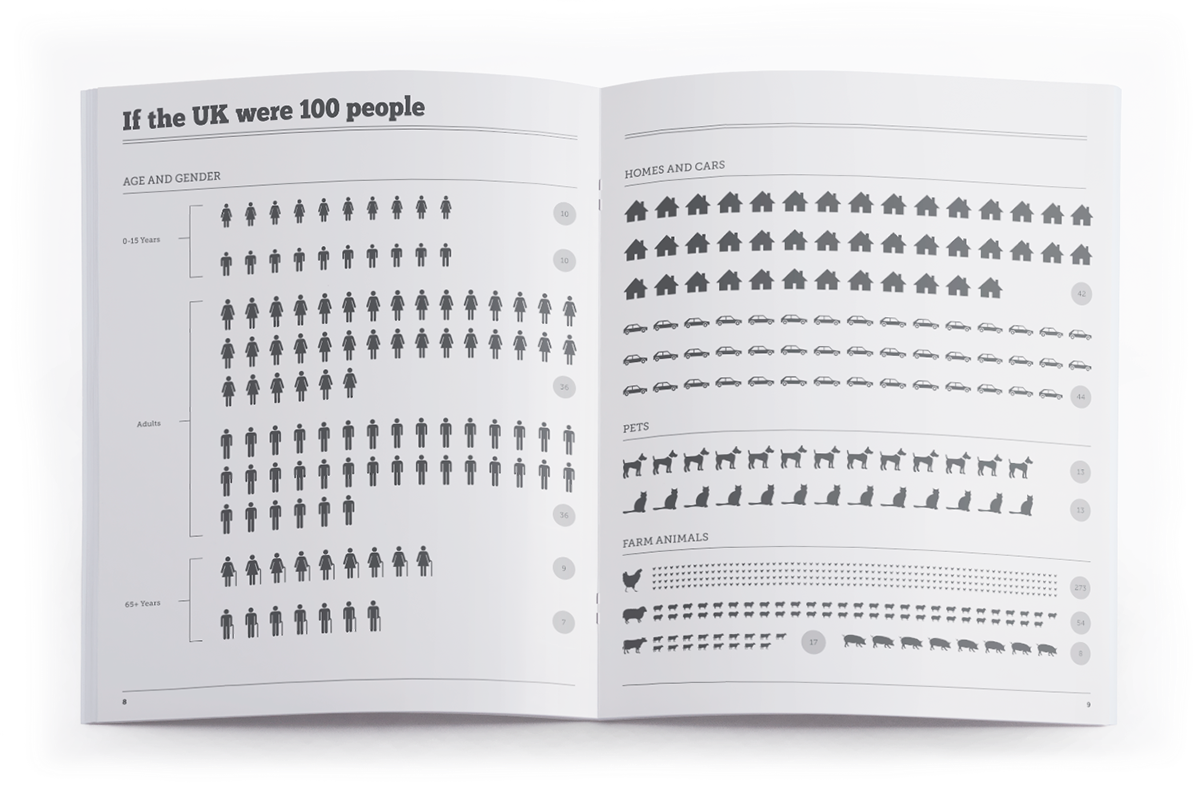 If the UK were 100 people
AGE AND GENDER
0-15 Years
10
10
Adults
36
36
65+ Years
9
7
8
HOMES AND CARS
42
44
PETS
13
13
FARM ANIMALS
273
54
17
8
9